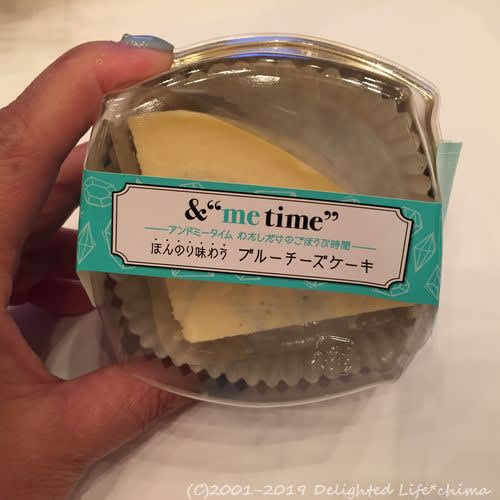 &“me time”
アンドミータイム わたしだけのごほうび時間
ほんのり味わう ブルーチーズケーキ
(C)2001-2019 Delighted Life*chima